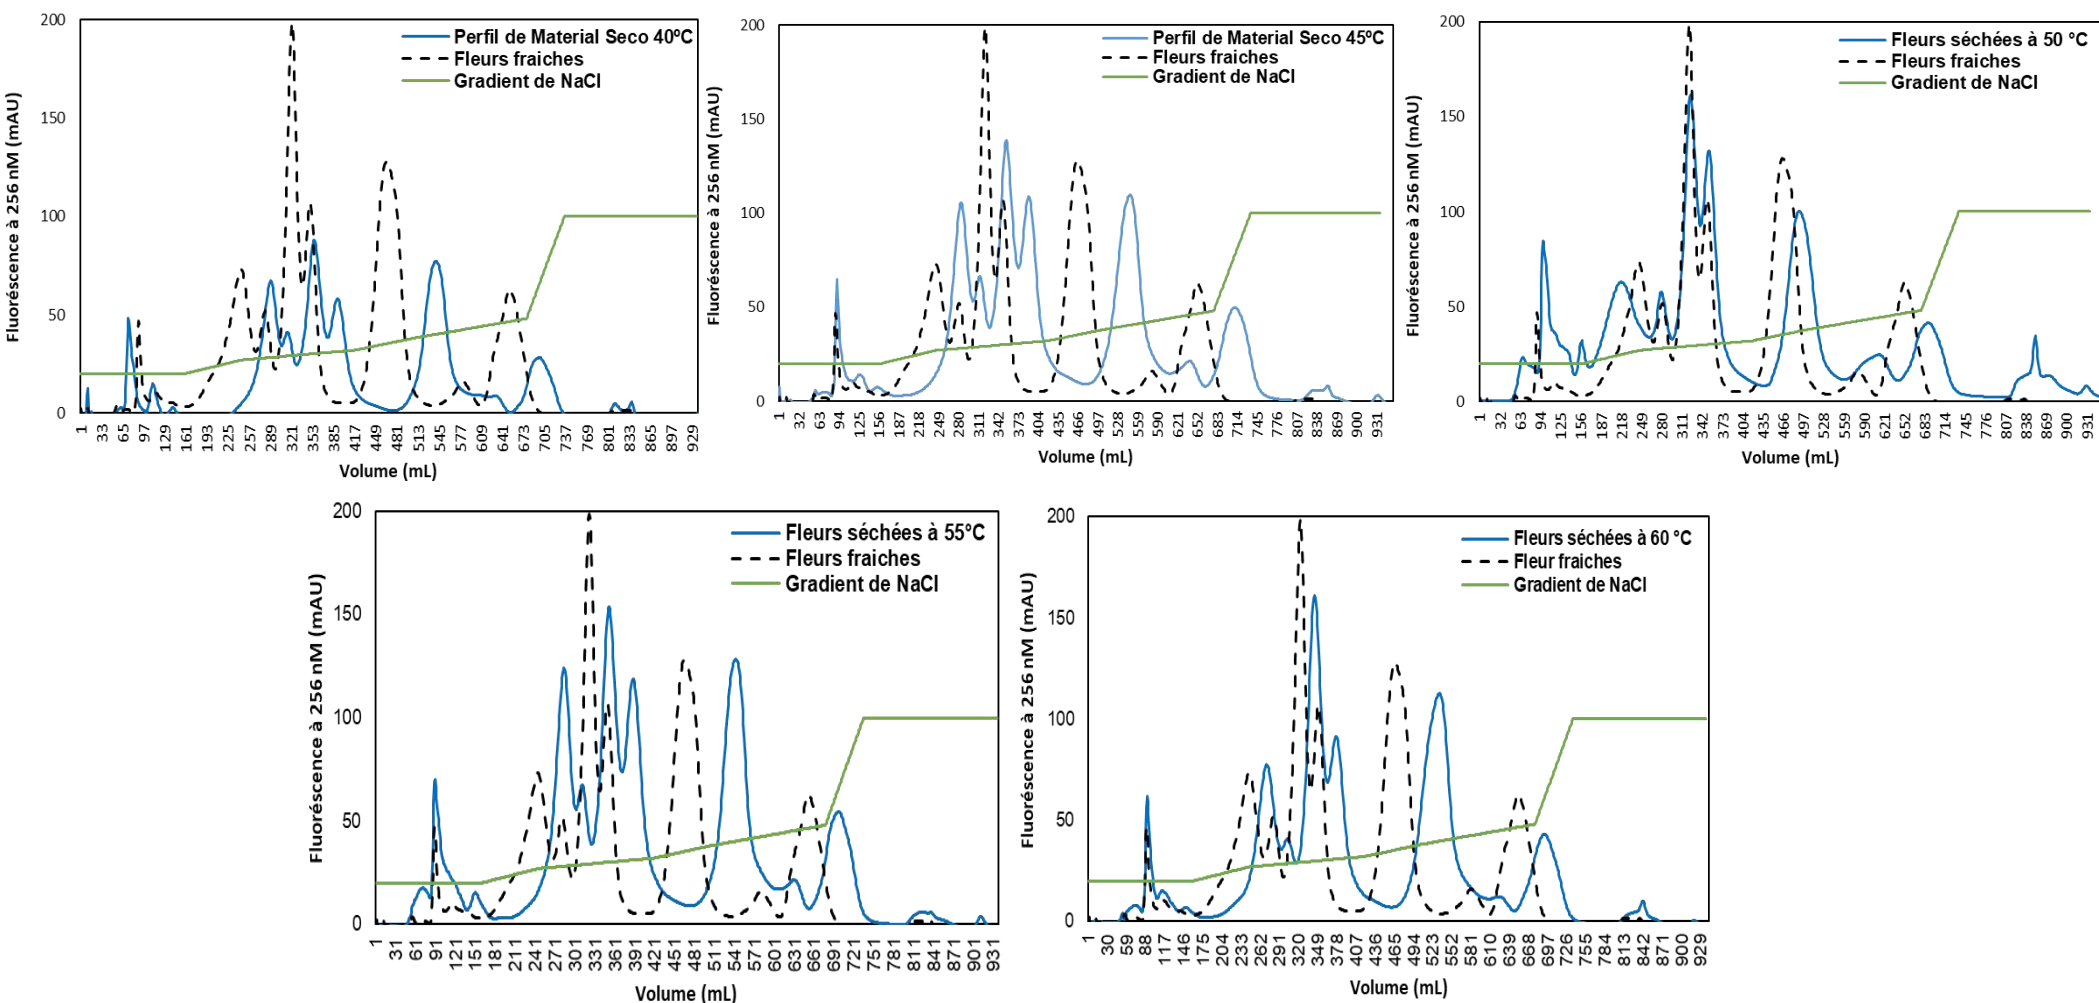 200
150
100
50
0
Fluoréscence à 256 nM (mAU)
Perfil de Material Seco 40ºC
Fleurs fraiches
Gradient de NaCl
1 33 65 97 129 161 193 225 257 289 321 353 385 417 449 481 513 545 577 609 641 673 705 737 769 801 833 865 897 929
Volume (mL)
200
150
100
50
0
Fluoréscence à 256 nM (mAU)
Perfil de Material Seco 45ºC
Fleurs fraiches
Gradient de NaCl
1 32 63 94 125 156 187 218 249 280 311 342 373 404 435 466 497 528 559 590 621 652 683 714 745 776 807 838 869 900 931
Volume (mL)
200
150
100
50
0
Fluoréscence à 256 nM (mAU)
Fleurs séchées à 50 °C
Fleurs fraiches
Gradient de NaCl
1 32 63 94 125 156 187 218 249 280 311 342 373 404 435 466 497 528 559 590 621 652 683 714 745 776 807 838 869 900 931
Volume (mL)
200
150
100
50
0
Fluoréscence à 256 nM (mAU)
Fleurs séchées à 55°C
Fleurs fraiches
Gradient de NaCl
1 31 61 91 121 151 181 211 241 271 301 331 361 391 421 451 481 511 541 571 601 631 661 691 721 751 781 811 841 871 901 931
Volume (mL)
200
150
100
50
0
Fluoréscence à 256 nM (mAU)
Fleurs séchées à 60 °C
Fleur fraiches
Gradient de NaCl
1 30 59 88 117 146 175 204 233 262 291 320 349 378 407 436 465 494 523 552 581 610 639 668 697 726 755 784 813 842 871 900 929
Volume (mL)